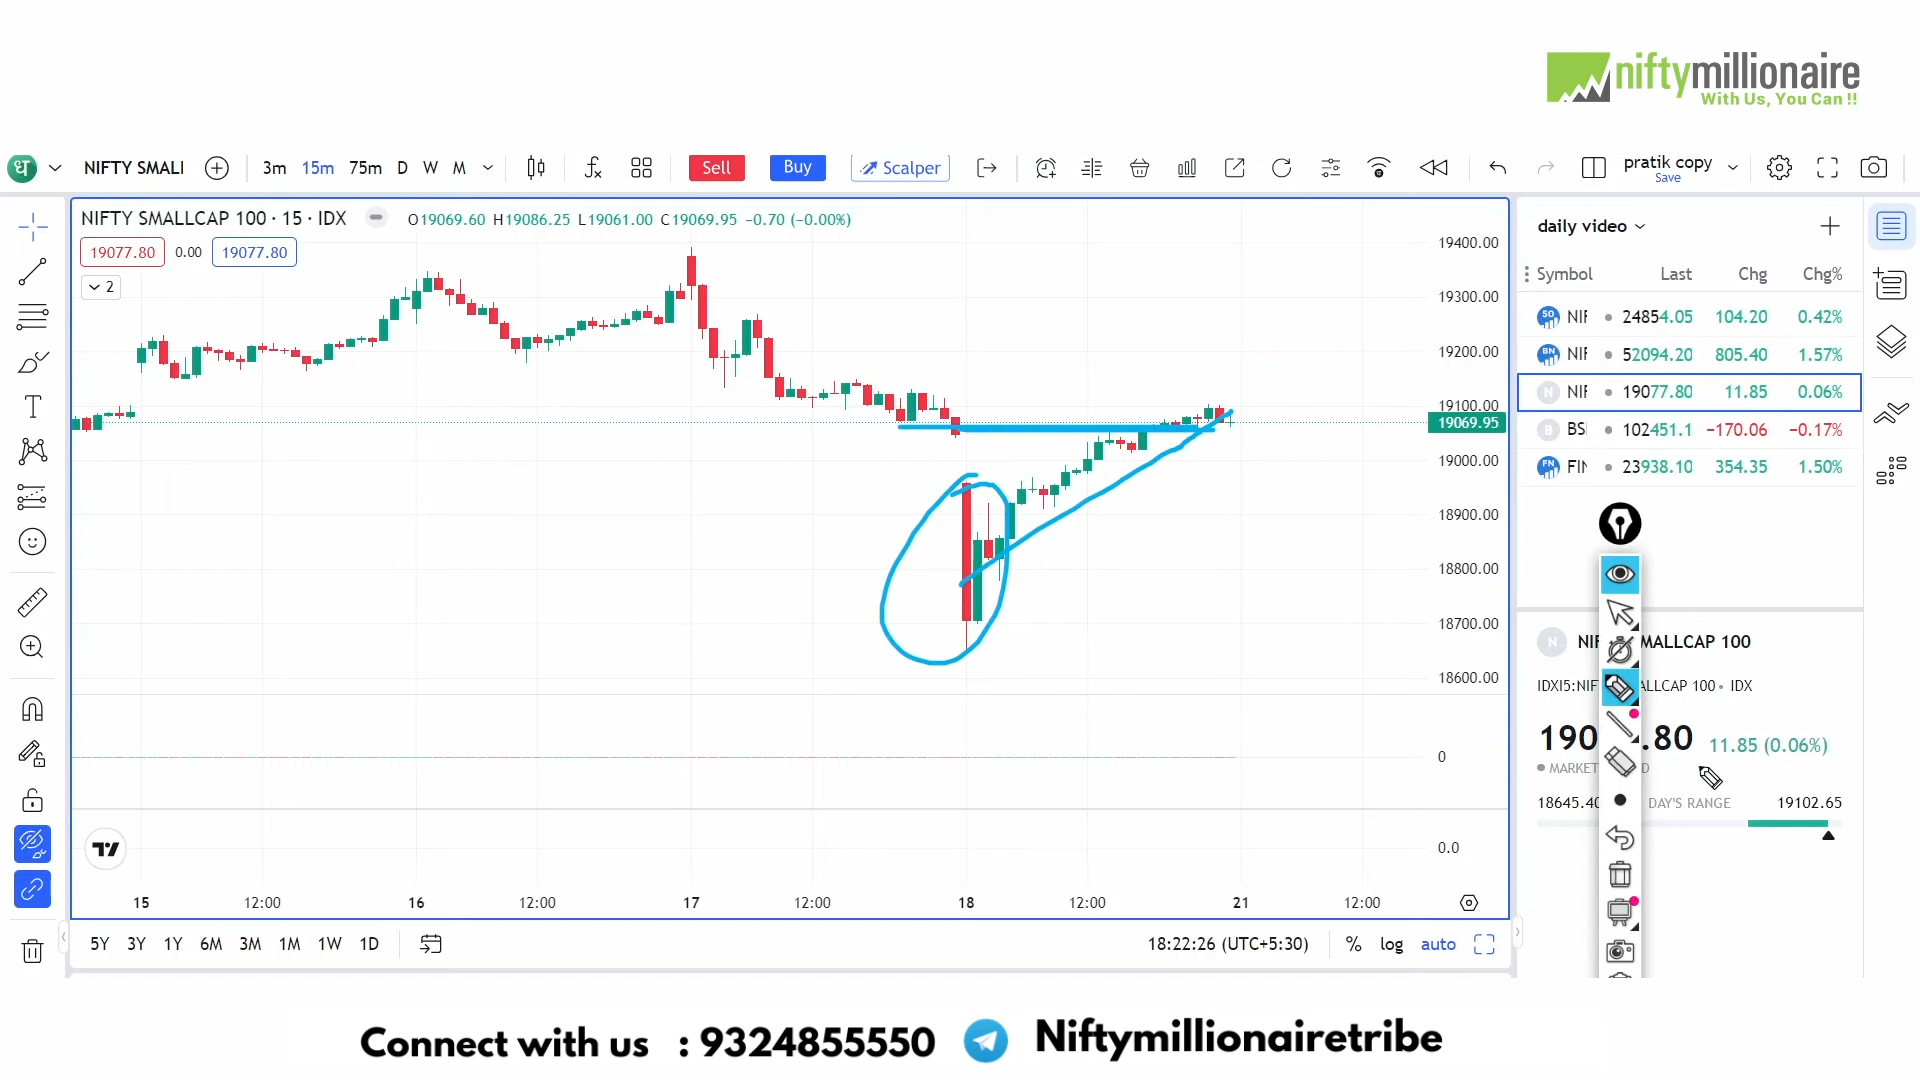 niftymillionaire
With Us, You Can !!
NIFTY SMALI
3m 15m 75m D W M
Sell Buy Scalper
pratik copy
Save
NIFTY SMALLCAP 100 · 15 · IDX
O19069.60 H19086.25 L19061.00 C19069.95 −0.70 (−0.00%)
19077.80 0.00 19077.80
2
19400.00
19300.00
19200.00
19100.00
19069.95
19000.00
18900.00
18800.00
18700.00
18600.00
0
0.0
15 12:00 16 12:00 17 12:00 18 12:00 21 12:00
5Y 3Y 1Y 6M 3M 1M 1W 1D
18:22:26 (UTC+5:30) % log auto
daily video
Symbol Last Chg Chg%
50 NIF 24854.05 104.20 0.42%
BN NIF 52094.20 805.40 1.57%
N NIF 19077.80 11.85 0.06%
B BS 102451.1 −170.06 −0.17%
FN FIN 23938.10 354.35 1.50%
N NIF MALLCAP 100
IDXI5:NIF ALLCAP 100 • IDX
190 .80 11.85 (0.06%)
MARKET D
18645.40 DAY'S RANGE 19102.65
Connect with us : 9324855550 Niftymillionairetribe